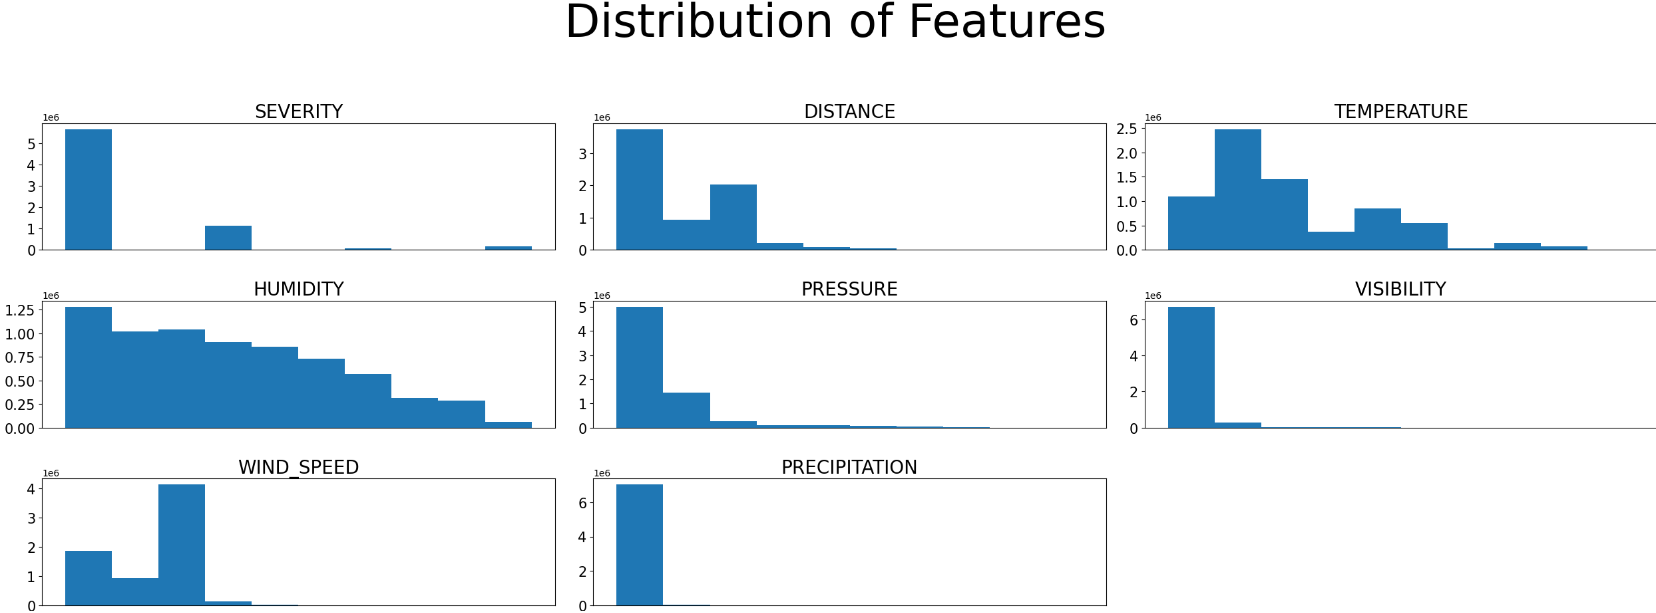 Distribution of Features
SEVERITY
1e6
5
4
3
2
1
0
DISTANCE
1e6
3
2
1
0
TEMPERATURE
1e6
2.5
2.0
1.5
1.0
0.5
0.0
HUMIDITY
1e6
1.25
1.00
0.75
0.50
0.25
0.00
PRESSURE
1e6
5
4
3
2
1
0
VISIBILITY
1e6
6
4
2
0
WIND_SPEED
1e6
4
3
2
1
0
PRECIPITATION
1e6
6
4
2
0